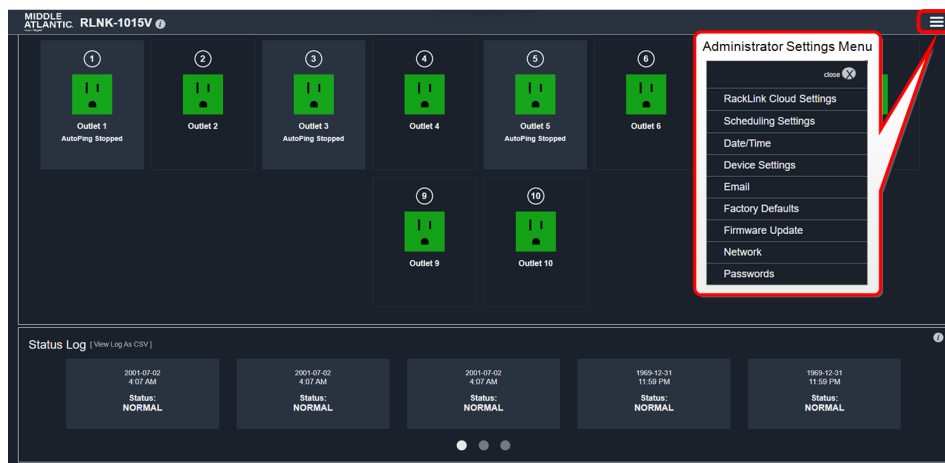 MIDDLE
ATLANTIC RLNK-1015V i
Administrator Settings Menu
close X
RackLink Cloud Settings
Scheduling Settings
Date/Time
Device Settings
Email
Factory Defaults
Firmware Update
Network
Passwords
1
2
3
4
5
6
Outlet 1
Outlet 2
Outlet 3
Outlet 4
Outlet 5
Outlet 6
AutoPing Stopped
AutoPing Stopped
AutoPing Stopped
9
10
Outlet 9
Outlet 10
Status Log [ View Log As CSV ]
i
2001-07-02
4:07 AM
Status:
NORMAL
2001-07-02
4:07 AM
Status:
NORMAL
2001-07-02
4:07 AM
Status:
NORMAL
1969-12-31
11:59 PM
Status:
NORMAL
1969-12-31
11:59 PM
Status:
NORMAL